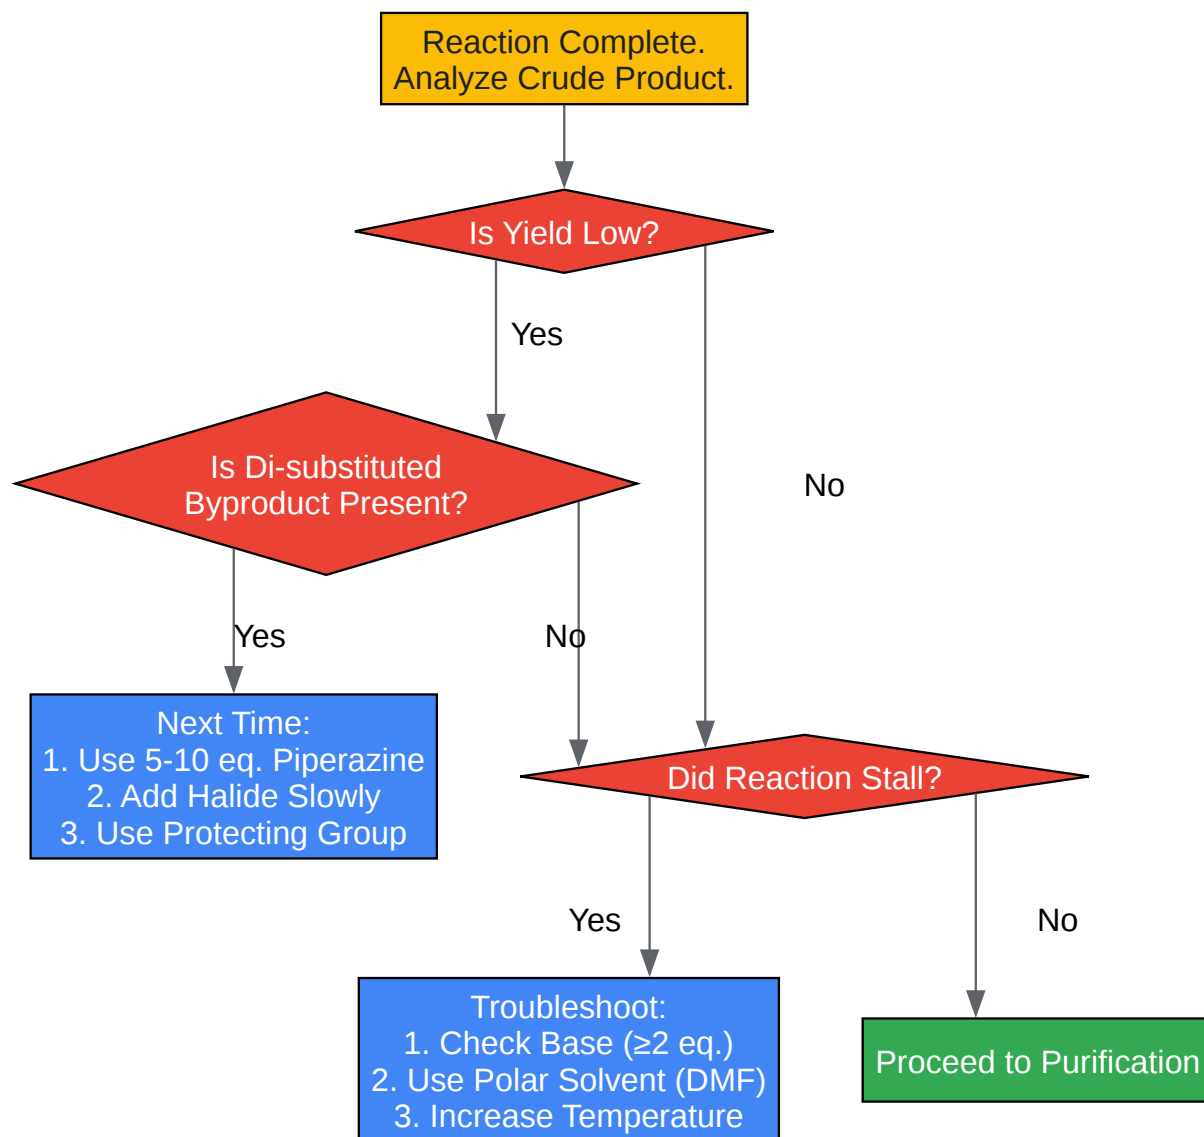 Reaction Complete.
Analyze Crude Product.
Is Yield Low?
Yes
Is Di-substituted
Byproduct Present?
No
Yes
No
Next Time:
1. Use 5-10 eq. Piperazine
2. Add Halide Slowly
3. Use Protecting Group
Did Reaction Stall?
Yes
No
Troubleshoot:
1. Check Base (≥2 eq.)
2. Use Polar Solvent (DMF)
3. Increase Temperature
Proceed to Purification